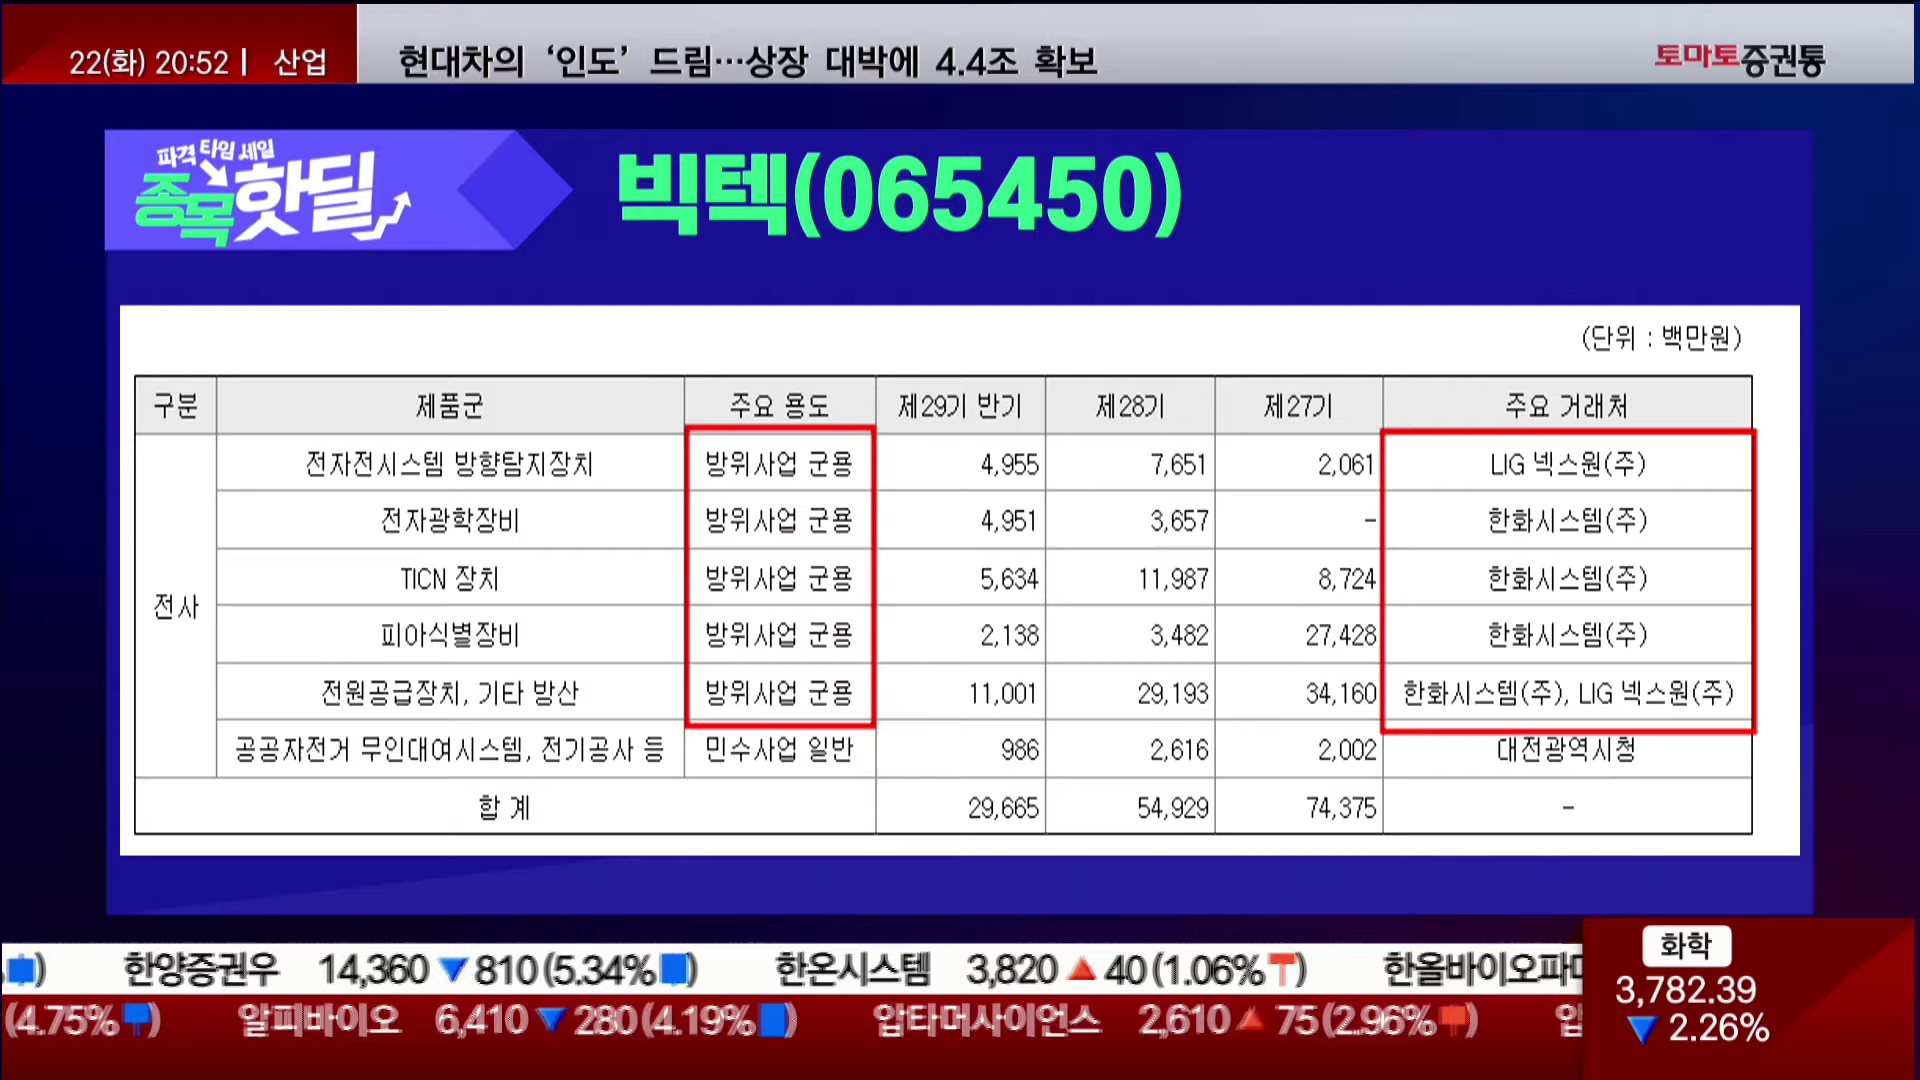 22(화) 20:52 | 산업 현대차의 ‘인도’ 드림…상장 대박에 4.4조 확보 토마토증권통
파격 타임 세일
종목핫딜
빅텍(065450)
(단위 : 백만원)
구분 제품군 주요 용도 제29기 반기 제28기 제27기 주요 거래처
전자전시스템 방향탐지장치 방위사업 군용 4,955 7,651 2,061 LIG 넥스원(주)
전자광학장비 방위사업 군용 4,951 3,657 - 한화시스템(주)
TICN 장치 방위사업 군용 5,634 11,987 8,724 한화시스템(주)
전사
피아식별장비 방위사업 군용 2,138 3,482 27,428 한화시스템(주)
전원공급장치, 기타 방산 방위사업 군용 11,001 29,193 34,160 한화시스템(주), LIG 넥스원(주)
공공자전거 무인대여시스템, 전기공사 등 민수사업 일반 986 2,616 2,002 대전광역시청
합 계 29,665 54,929 74,375 -
한양증권우 14,360 ▼ 810 (5.34%) 한온시스템 3,820 ▲ 40 (1.06%) 한올바이오파
(4.75%) 알피바이오 6,410 ▼ 280 (4.19%) 압타머사이언스 2,610 ▲ 75 (2.96%) 압
화학
3,782.39
▼ 2.26%